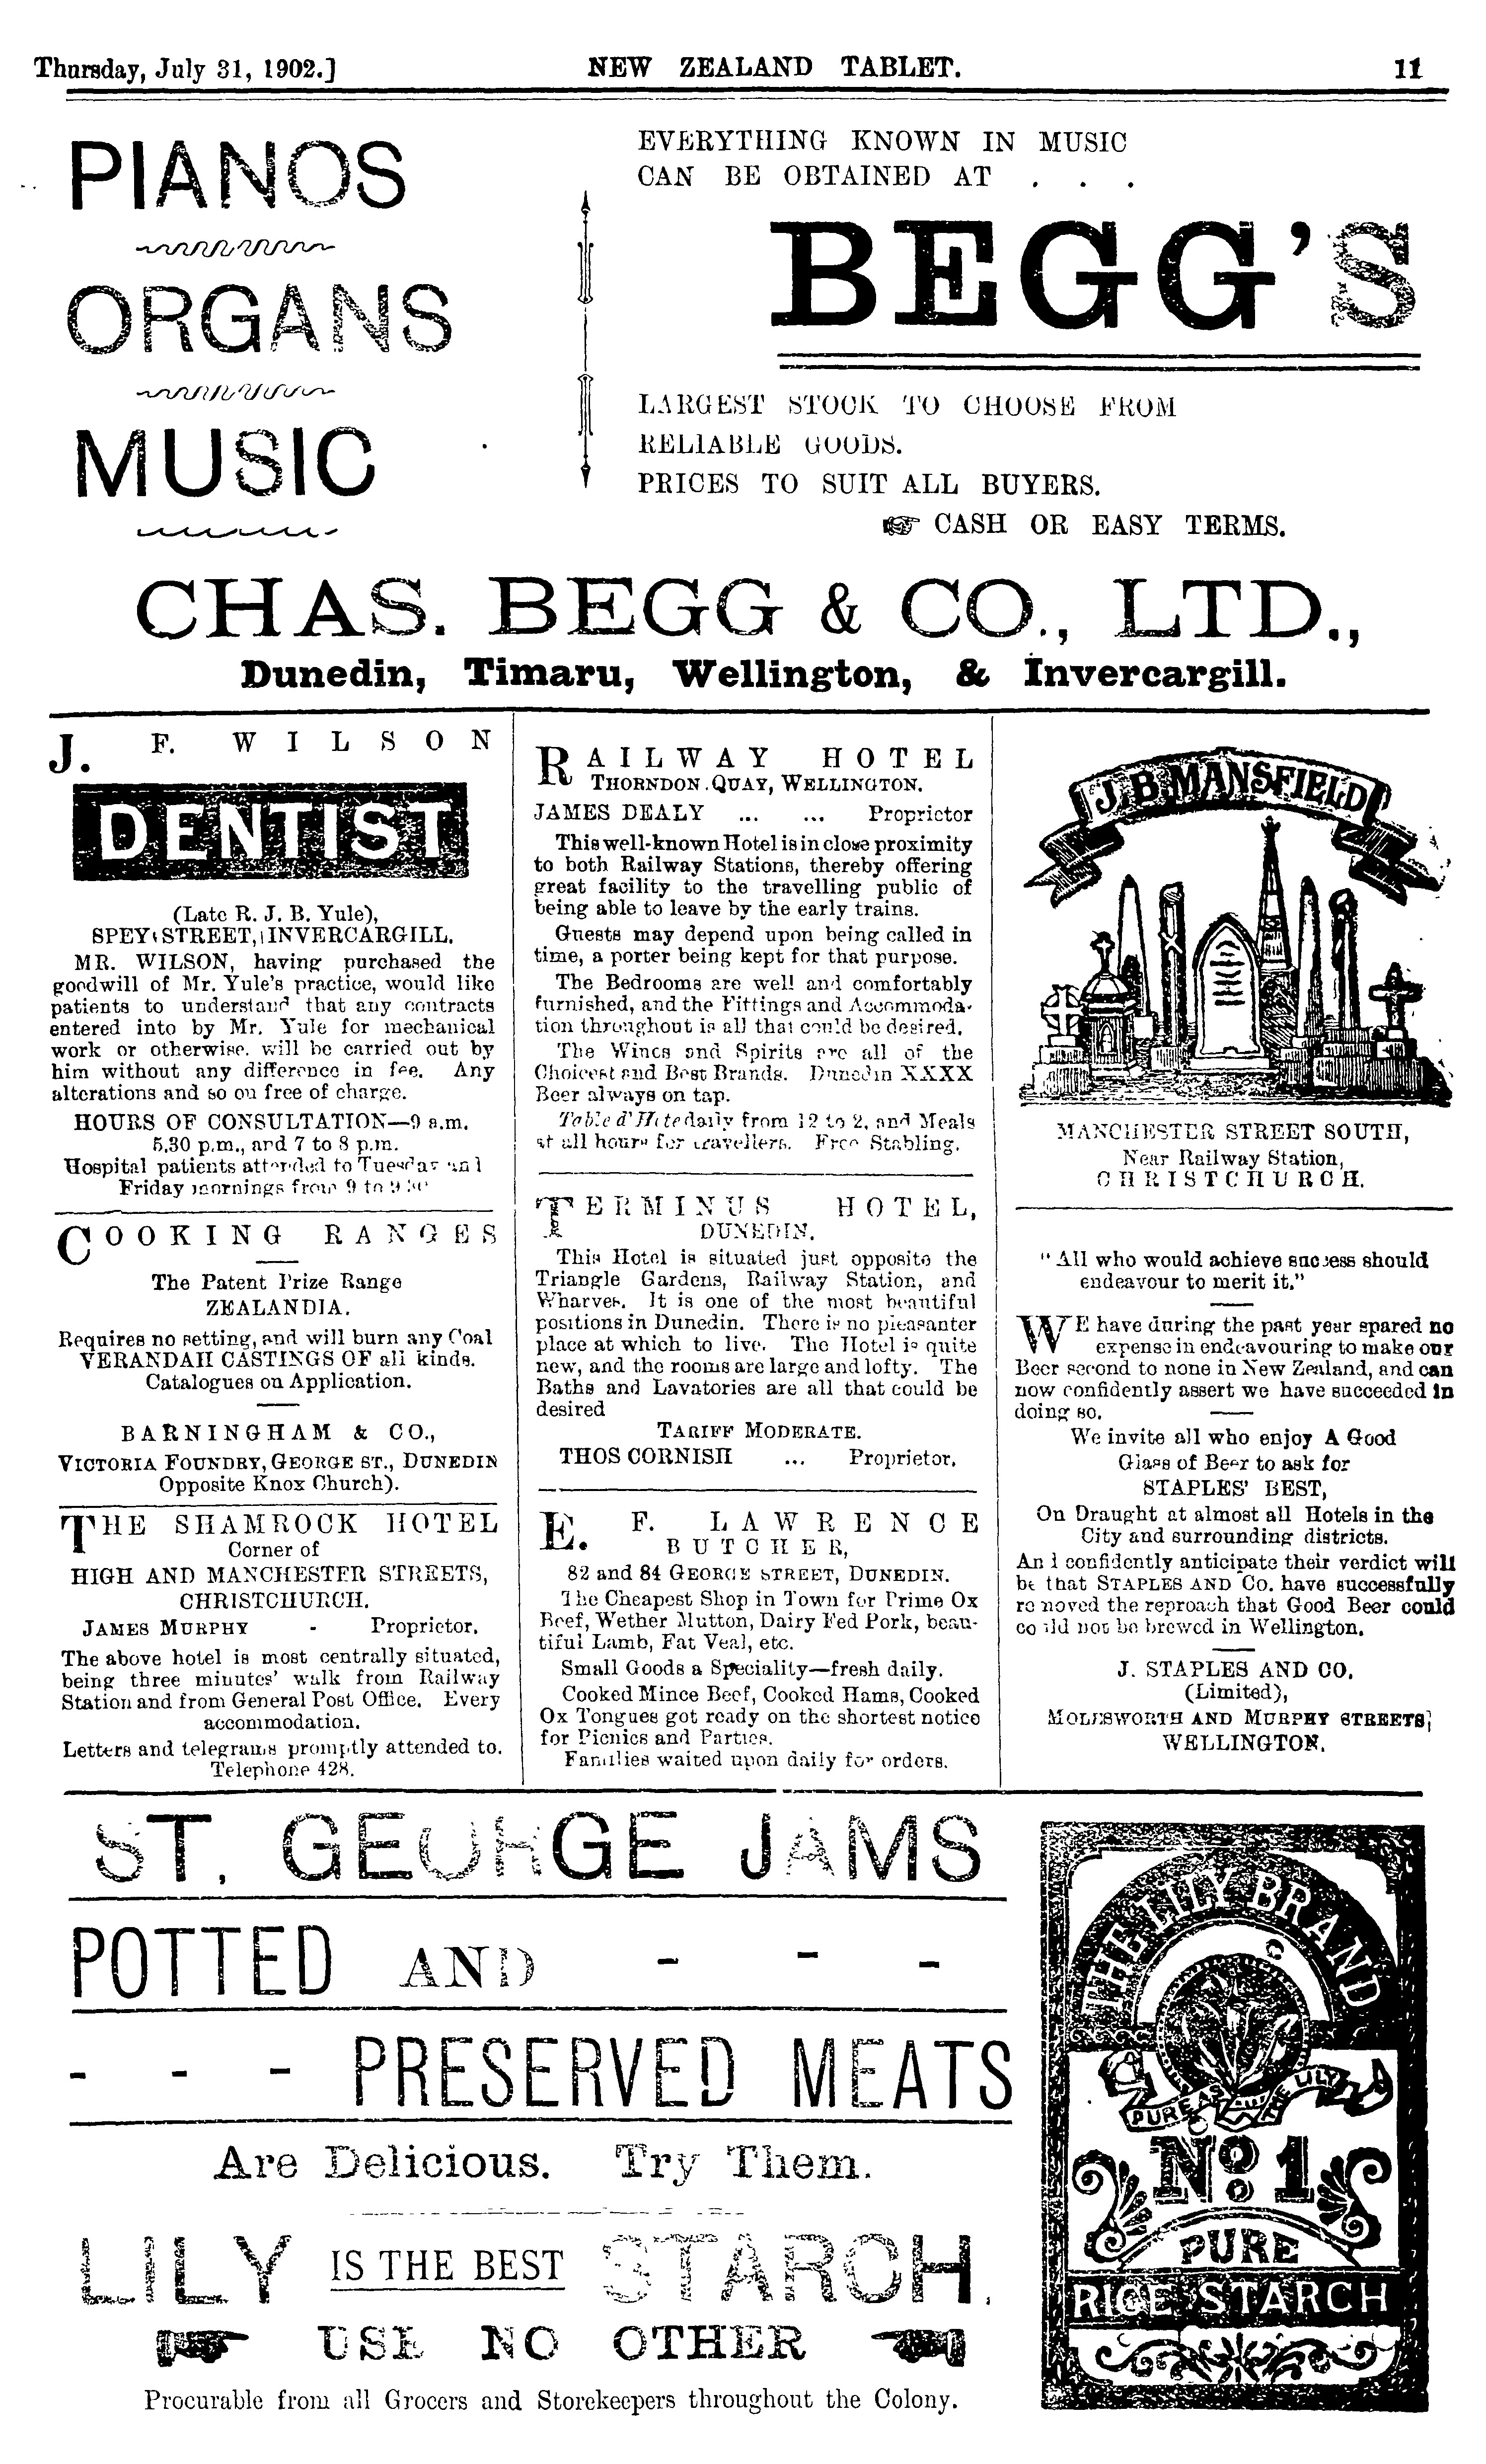 Thursday, July 31, 1902.]
NEW ZEALAND TABLET.
11
PIANOS
ORGANS
MUSIC
EVERYTHING KNOWN IN MUSIC
CAN BE OBTAINED AT . . .
BEGG'S
LARGEST STOCK TO CHOOSE FROM
RELIABLE GOODS.
PRICES TO SUIT ALL BUYERS.
CASH OR EASY TERMS.
CHAS. BEGG & CO., LTD.,
Dunedin, Timaru, Wellington, & Invercargill.
J. F. WILSON
DENTIST
(Late R. J. B. Yule),
SPEY STREET, INVERCARGILL.
MR. WILSON, having purchased the
goodwill of Mr. Yule's practice, would like
patients to understand that any contracts
entered into by Mr. Yule for mechanical
work or otherwise, will be carried out by
him without any difference in fee. Any
alterations and so on free of charge.
HOURS OF CONSULTATION—9 a.m.
5.30 p.m., and 7 to 8 p.m.
Hospital patients attended to Tuesday and
Friday mornings from 9 to 9.30
COOKING RANGES
The Patent Prize Range
ZEALANDIA.
Requires no setting, and will burn any Coal
VERANDAH CASTINGS OF all kinds.
Catalogues on Application.
BARNINGHAM & CO.,
VICTORIA FOUNDRY, GEORGE ST., DUNEDIN
Opposite Knox Church).
THE SHAMROCK HOTEL
Corner of
HIGH AND MANCHESTER STREETS,
CHRISTCHURCH.
JAMES MURPHY - Proprietor.
The above hotel is most centrally situated,
being three minutes' walk from Railway
Station and from General Post Office. Every
accommodation.
Letters and telegrams promptly attended to.
Telephone 428.
RAILWAY HOTEL
THORNDON QUAY, WELLINGTON.
JAMES DEALY ... ... Proprietor
This well-known Hotel is in close proximity
to both Railway Stations, thereby offering
great facility to the travelling public of
being able to leave by the early trains.
Guests may depend upon being called in
time, a porter being kept for that purpose.
The Bedrooms are well and comfortably
furnished, and the Fittings and Accommoda-
tion throughout is all that could be desired.
The Wines and Spirits are all of the
Choicest and Best Brands. Dunedin XXXX
Beer always on tap.
Table d'Hote daily from 12 to 2, and Meals
at all hours for travellers. Free Stabling.
TERMINUS HOTEL,
DUNEDIN.
This Hotel is situated just opposite the
Triangle Gardens, Railway Station, and
Wharves. It is one of the most beautiful
positions in Dunedin. There is no pleasanter
place at which to live. The Hotel is quite
new, and the rooms are large and lofty. The
Baths and Lavatories are all that could be
desired
TARIFF MODERATE.
THOS CORNISH ... Proprietor.
E. F. LAWRENCE
BUTCHER,
82 and 84 GEORGE STREET, DUNEDIN.
The Cheapest Shop in Town for Prime Ox
Beef, Wether Mutton, Dairy Fed Pork, beau-
tiful Lamb, Fat Veal, etc.
Small Goods a Speciality—fresh daily.
Cooked Mince Beef, Cooked Hams, Cooked
Ox Tongues got ready on the shortest notice
for Picnics and Parties.
Families waited upon daily for orders.
J. B. MANSFIELD
MANCHESTER STREET SOUTH,
Near Railway Station,
CHRISTCHURCH.
"All who would achieve success should
endeavour to merit it."
WE have during the past year spared no
expense in endeavouring to make our
Beer second to none in New Zealand, and can
now confidently assert we have succeeded in
doing so.
We invite all who enjoy A Good
Glass of Beer to ask for
STAPLES' BEST,
On Draught at almost all Hotels in the
City and surrounding districts.
And confidently anticipate their verdict will
be that STAPLES AND Co. have successfully
removed the reproach that Good Beer could
could not be brewed in Wellington.
J. STAPLES AND CO.
(Limited),
MOLESWORTH AND MURPHY STREETS,
WELLINGTON.
ST. GEORGE JAMS
POTTED AND - - -
- - - PRESERVED MEATS
Are Delicious. Try Them.
LILY IS THE BEST STARCH.
USE NO OTHER
Procurable from all Grocers and Storekeepers throughout the Colony.
THE LILY BRAND
PURE AS THE LILY
No. 1
PURE
RICE STARCH